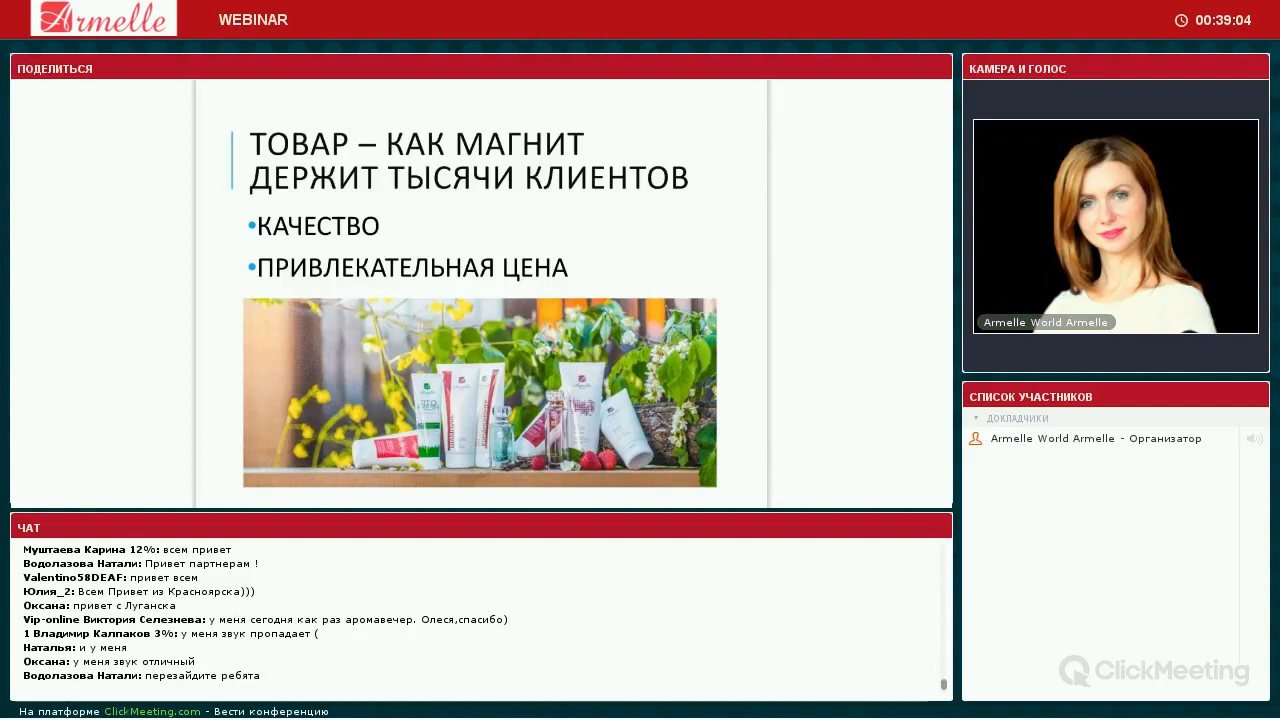 Armelle
WEBINAR
00:39:04
ПОДЕЛИТЬСЯ
ТОВАР – КАК МАГНИТ
ДЕРЖИТ ТЫСЯЧИ КЛИЕНТОВ
•КАЧЕСТВО
•ПРИВЛЕКАТЕЛЬНАЯ ЦЕНА
КАМЕРА И ГОЛОС
Armelle World Armelle
СПИСОК УЧАСТНИКОВ
ДОКЛАДЧИКИ
Armelle World Armelle - Организатор
ClickMeeting
ЧАТ
Муштаева Карина 12%: всем привет
Водолазова Натали: Привет партнерам !
Valentino58DEAF: привет всем
Юлия_2: Всем Привет из Красноярска)))
Оксана: привет с Луганска
Vip-online Виктория Селезнева: у меня сегодня как раз аромавечер. Олеся,спасибо)
1 Владимир Калпаков 3%: у меня звук пропадает (
Наталья: и у меня
Оксана: у меня звук отличный
Водолазова Натали: перезайдите ребята
На платформе ClickMeeting.com - Вести конференцию